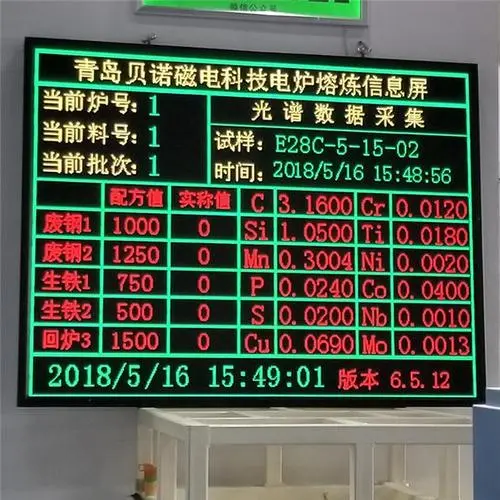 微信公众号
青岛贝诺磁电科技电炉熔炼信息屏
当前炉号：1
当前料号：1
当前批次：1
光谱数据采集
试样：E28C-5-15-02
时间：2018/5/16 15:48:56
配方值 实称值 C 3.1600 Cr 0.0120
废钢1 1000 0 Si 1.0500 Ti 0.0180
废钢2 1250 0 Mn 0.3004 Ni 0.0020
生铁1 750 0 P 0.0240 Co 0.0400
生铁2 500 0 S 0.0200 Nb 0.0010
回炉3 1500 0 Cu 0.0690 Mo 0.0013
2018/5/16 15:49:01 版本 6.5.12